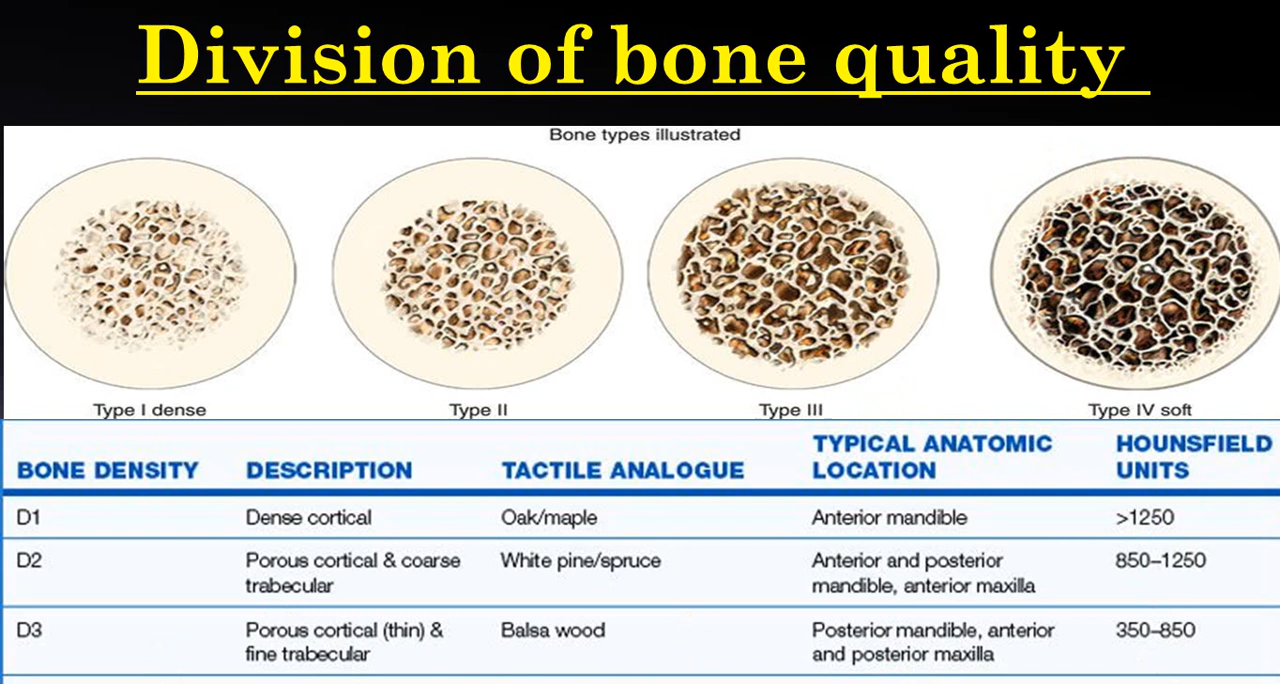 Division of bone quality
Bone types illustrated
Type I dense
Type II
Type III
Type IV soft
BONE DENSITY
DESCRIPTION
TACTILE ANALOGUE
TYPICAL ANATOMIC
LOCATION
HOUNSFIELD
UNITS
D1
Dense cortical
Oak/maple
Anterior mandible
>1250
D2
Porous cortical & coarse
trabecular
White pine/spruce
Anterior and posterior
mandible, anterior maxilla
850–1250
D3
Porous cortical (thin) &
fine trabecular
Balsa wood
Posterior mandible, anterior
and posterior maxilla
350–850